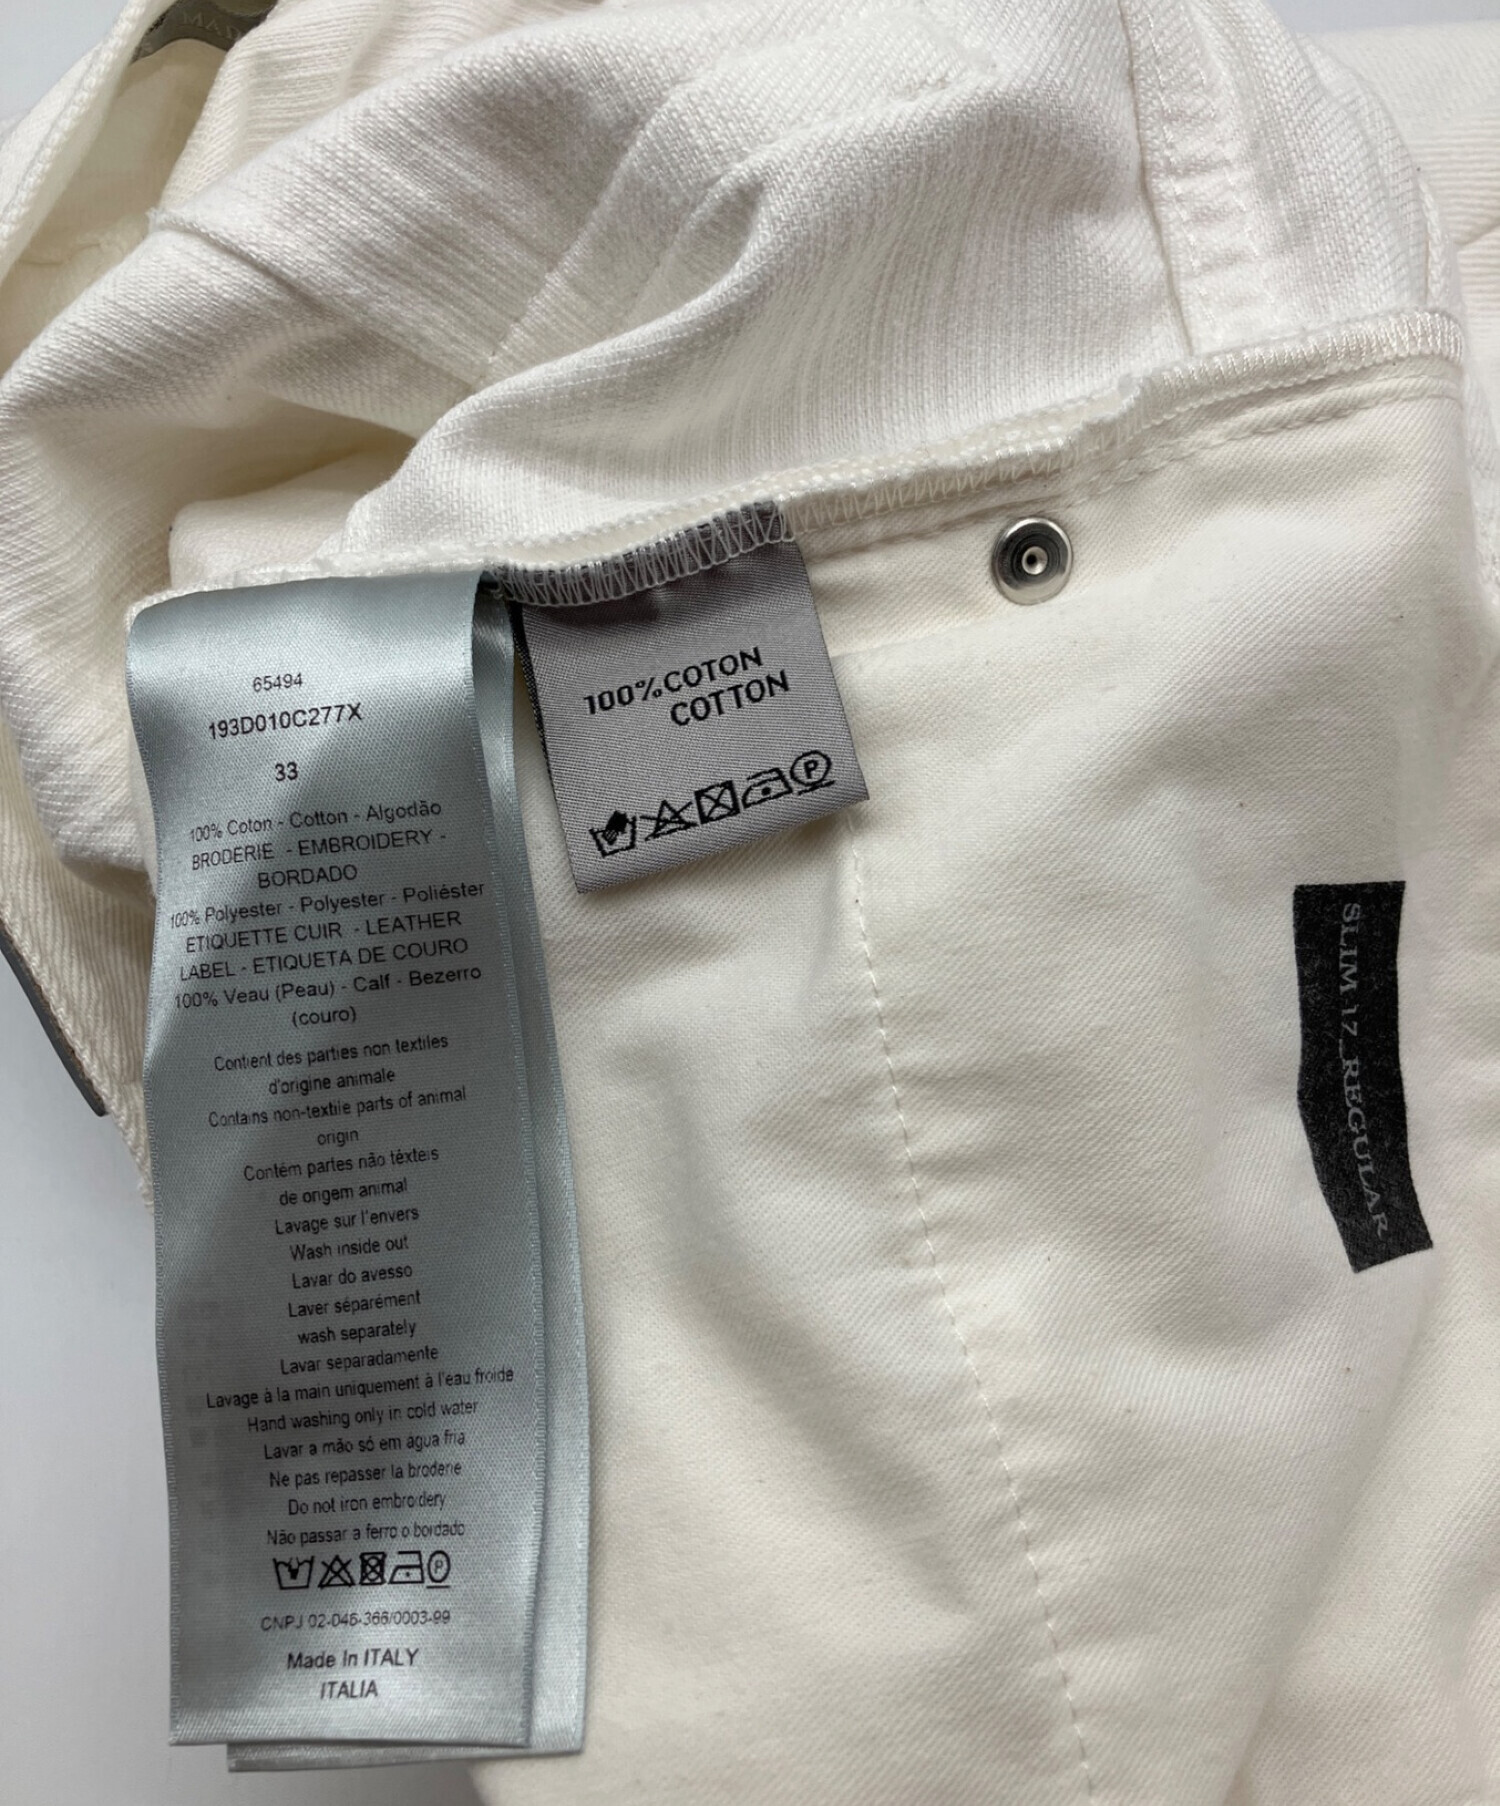 65494
193D010C277X
33
100% Coton - Cotton - Algodão
BRODERIE - EMBROIDERY -
BORDADO
100% Polyester - Polyester - Poliéster
ETIQUETTE CUIR - LEATHER
LABEL - ETIQUETA DE COURO
100% Veau (Peau) - Calf - Bezerro
(couro)
Contient des parties non textiles
d'origine animale
Contains non-textile parts of animal
origin
Contém partes não têxteis
de origem animal
Lavage sur l'envers
Wash inside out
Lavar do avesso
Laver séparément
wash separately
Lavar separadamente
Lavage à la main uniquement à l'eau froide
Hand washing only in cold water
Lavar a mão só em agua fria
Ne pas repasser la broderie
Do not iron embroidery
Não passar a ferro o bordado
P
CNPJ 02-046-366/0003-99
Made In ITALY
ITALIA
100% COTON
COTTON
P
SLIM 17_REGULAR